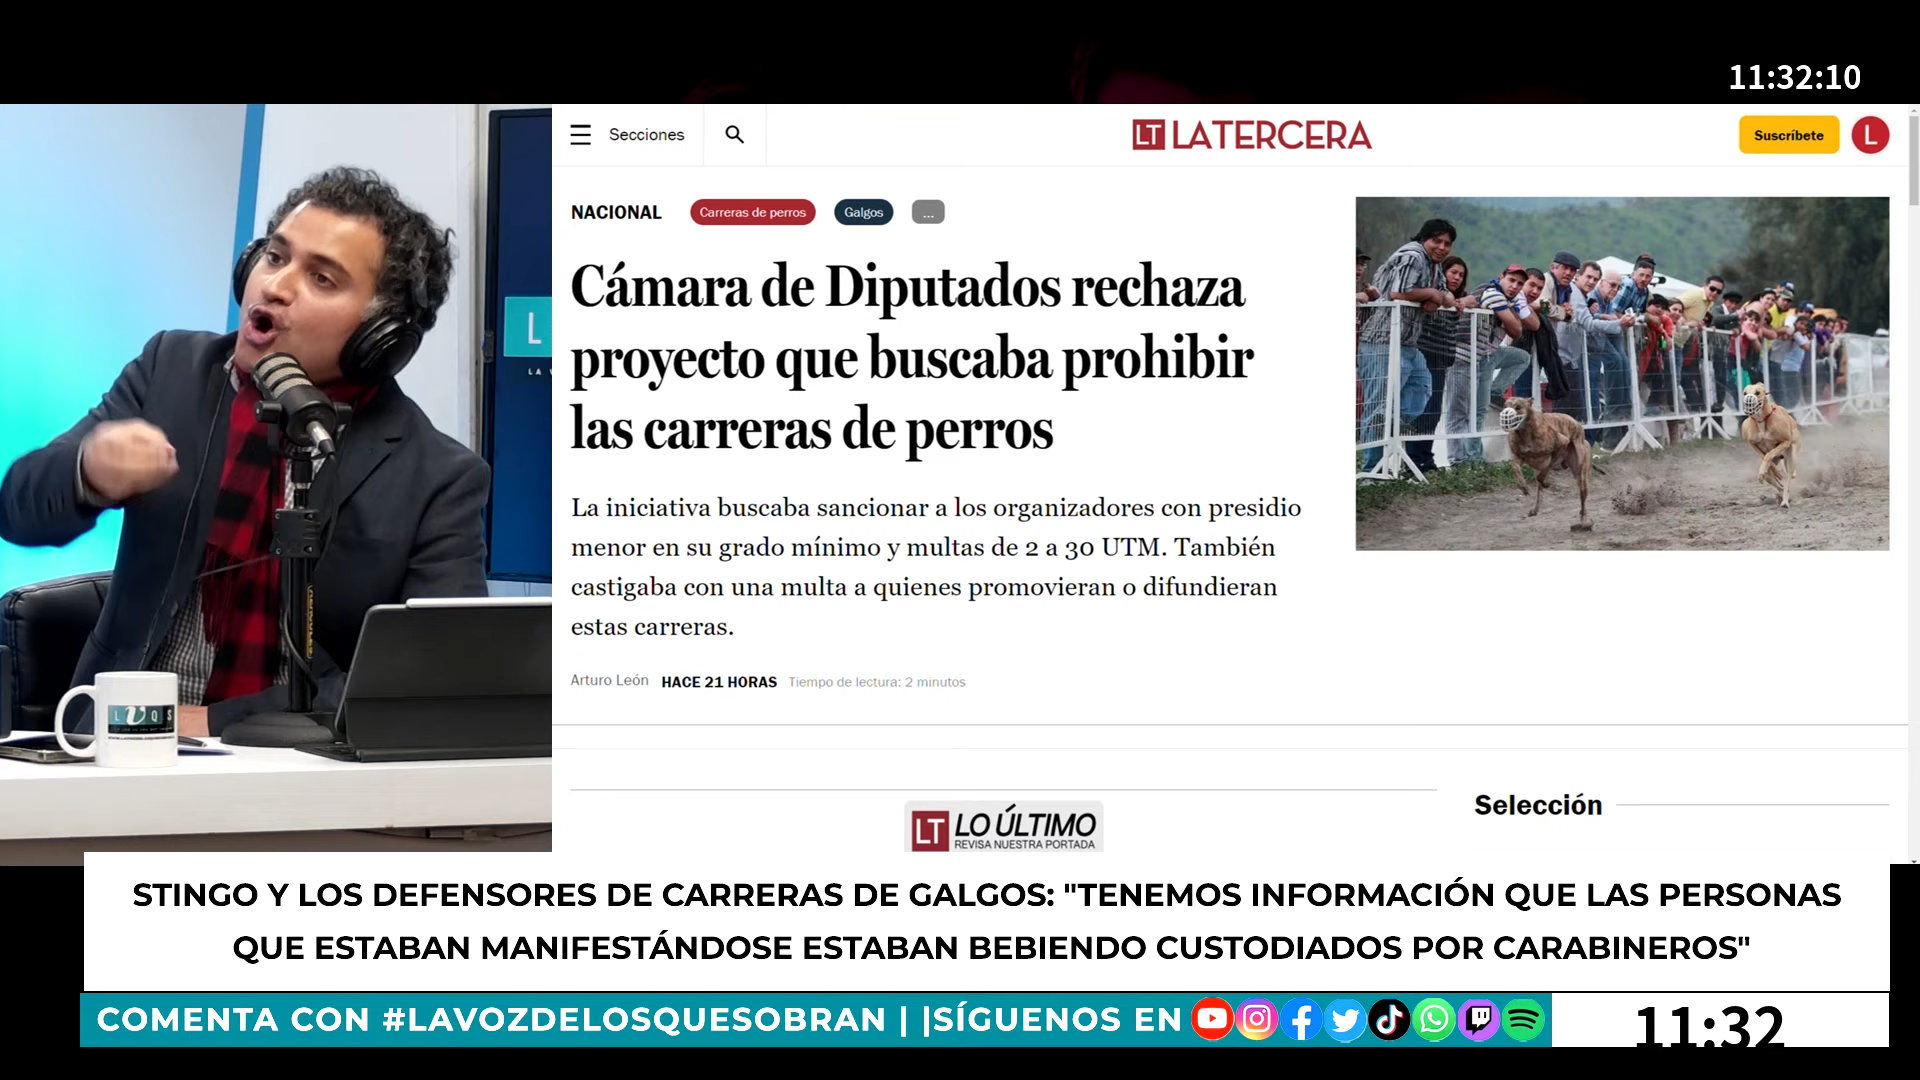 11:32:10
Secciones
LT LATERCERA
Suscríbete
L
NACIONAL
Carreras de perros
Galgos
...
Cámara de Diputados rechaza
proyecto que buscaba prohibir
las carreras de perros
La iniciativa buscaba sancionar a los organizadores con presidio
menor en su grado mínimo y multas de 2 a 30 UTM. También
castigaba con una multa a quienes promovieran o difundieran
estas carreras.
Arturo León HACE 21 HORAS Tiempo de lectura: 2 minutos
L
LA V
LVQS
LT LO ÚLTIMO
REVISA NUESTRA PORTADA
Selección
STINGO Y LOS DEFENSORES DE CARRERAS DE GALGOS: "TENEMOS INFORMACIÓN QUE LAS PERSONAS
QUE ESTABAN MANIFESTÁNDOSE ESTABAN BEBIENDO CUSTODIADOS POR CARABINEROS"
COMENTA CON #LAVOZDELOSQUESOBRAN | |SÍGUENOS EN
11:32